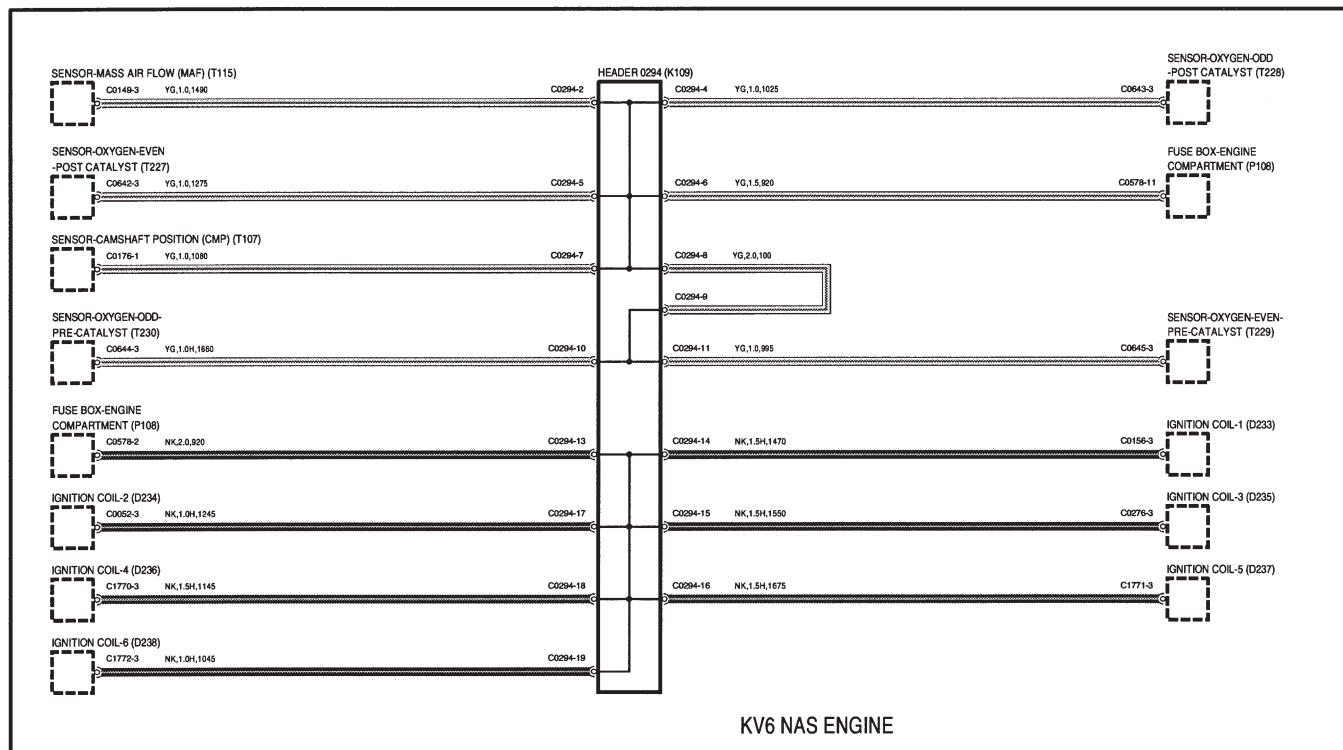 SENSOR-MASS AIR FLOW (MAF) (T115)
C0149-3 YG,1.0,1490 C0294-2
HEADER 0294 (K109)
SENSOR-OXYGEN-ODD
-POST CATALYST (T228)
C0294-4 YG,1.0,1025 C0643-3
SENSOR-OXYGEN-EVEN
-POST CATALYST (T227)
C0642-3 YG,1.0,1275 C0294-5
FUSE BOX-ENGINE
COMPARTMENT (P108)
C0294-6 YG,1.5,920 C0578-11
SENSOR-CAMSHAFT POSITION (CMP) (T107)
C0176-1 YG,1.0,1080 C0294-7
C0294-8 YG,2.0,100
C0294-9
SENSOR-OXYGEN-ODD-
PRE-CATALYST (T230)
C0644-3 YG,1.0H,1660 C0294-10
SENSOR-OXYGEN-EVEN-
PRE-CATALYST (T229)
C0294-11 YG,1.0,995 C0645-3
FUSE BOX-ENGINE
COMPARTMENT (P108)
C0578-2 NK,2.0,920 C0294-13
IGNITION COIL-1 (D233)
C0294-14 NK,1.5H,1470 C0156-3
IGNITION COIL-2 (D234)
C0052-3 NK,1.0H,1245 C0294-17
IGNITION COIL-3 (D235)
C0294-15 NK,1.5H,1550 C0276-3
IGNITION COIL-4 (D236)
C1770-3 NK,1.5H,1145 C0294-18
IGNITION COIL-5 (D237)
C0294-16 NK,1.5H,1675 C1771-3
IGNITION COIL-6 (D238)
C1772-3 NK,1.0H,1045 C0294-19
KV6 NAS ENGINE